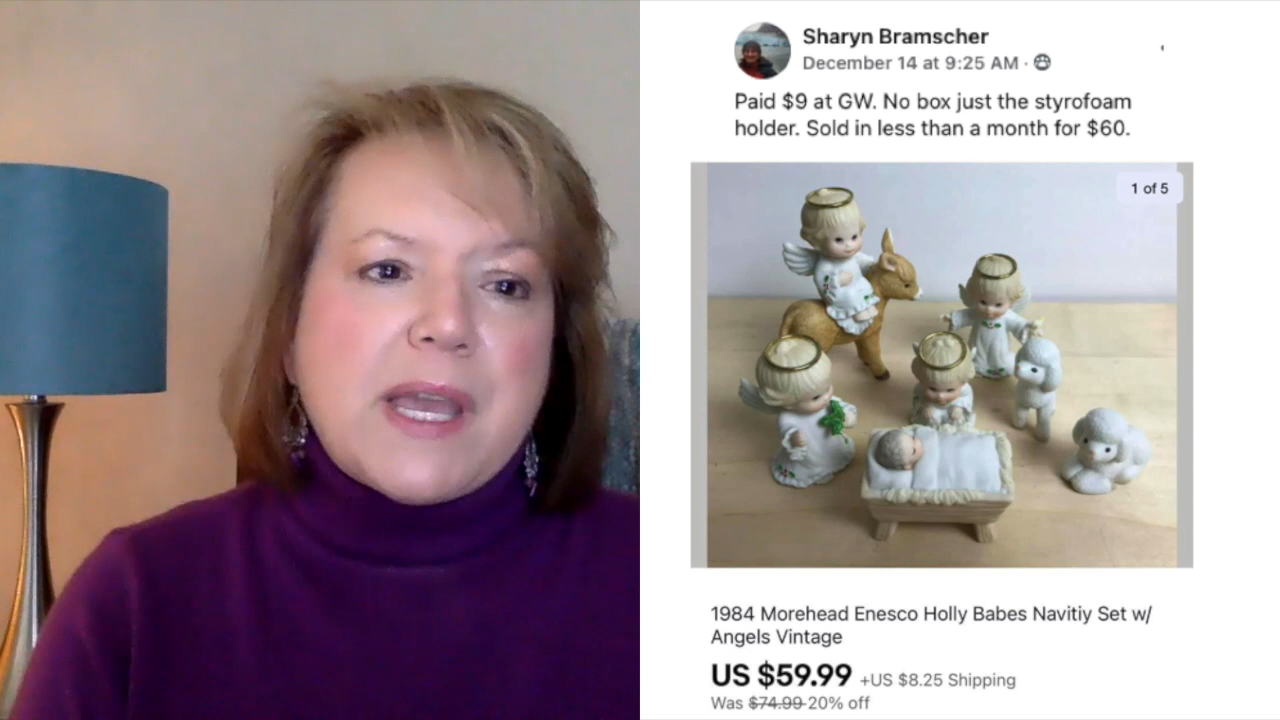 Sharyn Bramscher
December 14 at 9:25 AM ·
Paid $9 at GW. No box just the styrofoam
holder. Sold in less than a month for $60.
1 of 5
1984 Morehead Enesco Holly Babes Navitiy Set w/
Angels Vintage
US $59.99 +US $8.25 Shipping
Was $74.99 20% off